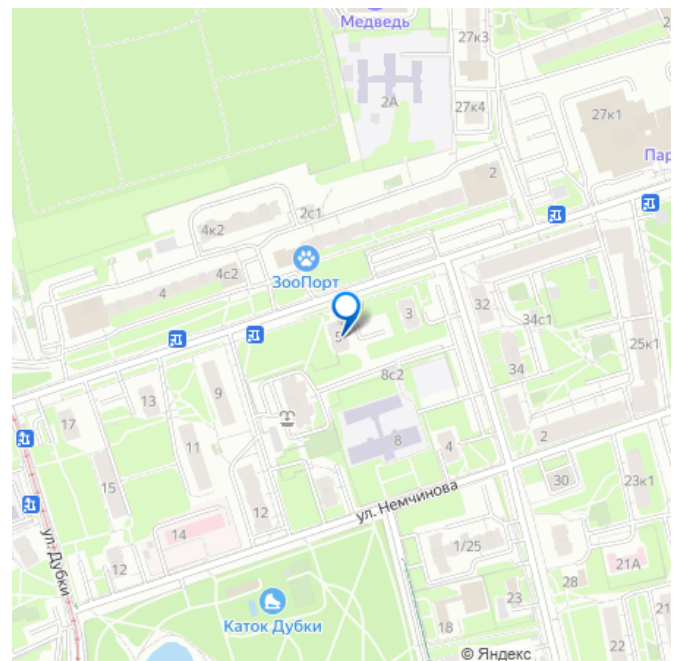 Медведь
27к3
2
2А
27к4
27к1
Пар
2
2с1
4к2
4с2
4
ЗооПорт
5
3
32
34с1
25к1
34
8с2
9
13
17
11
8
4
2
15
30
23к1
ул. Немчинова
12
14
1/25
ул. Дубки
12
28
21А
Каток Дубки
23
18
21
22
© Яндекс